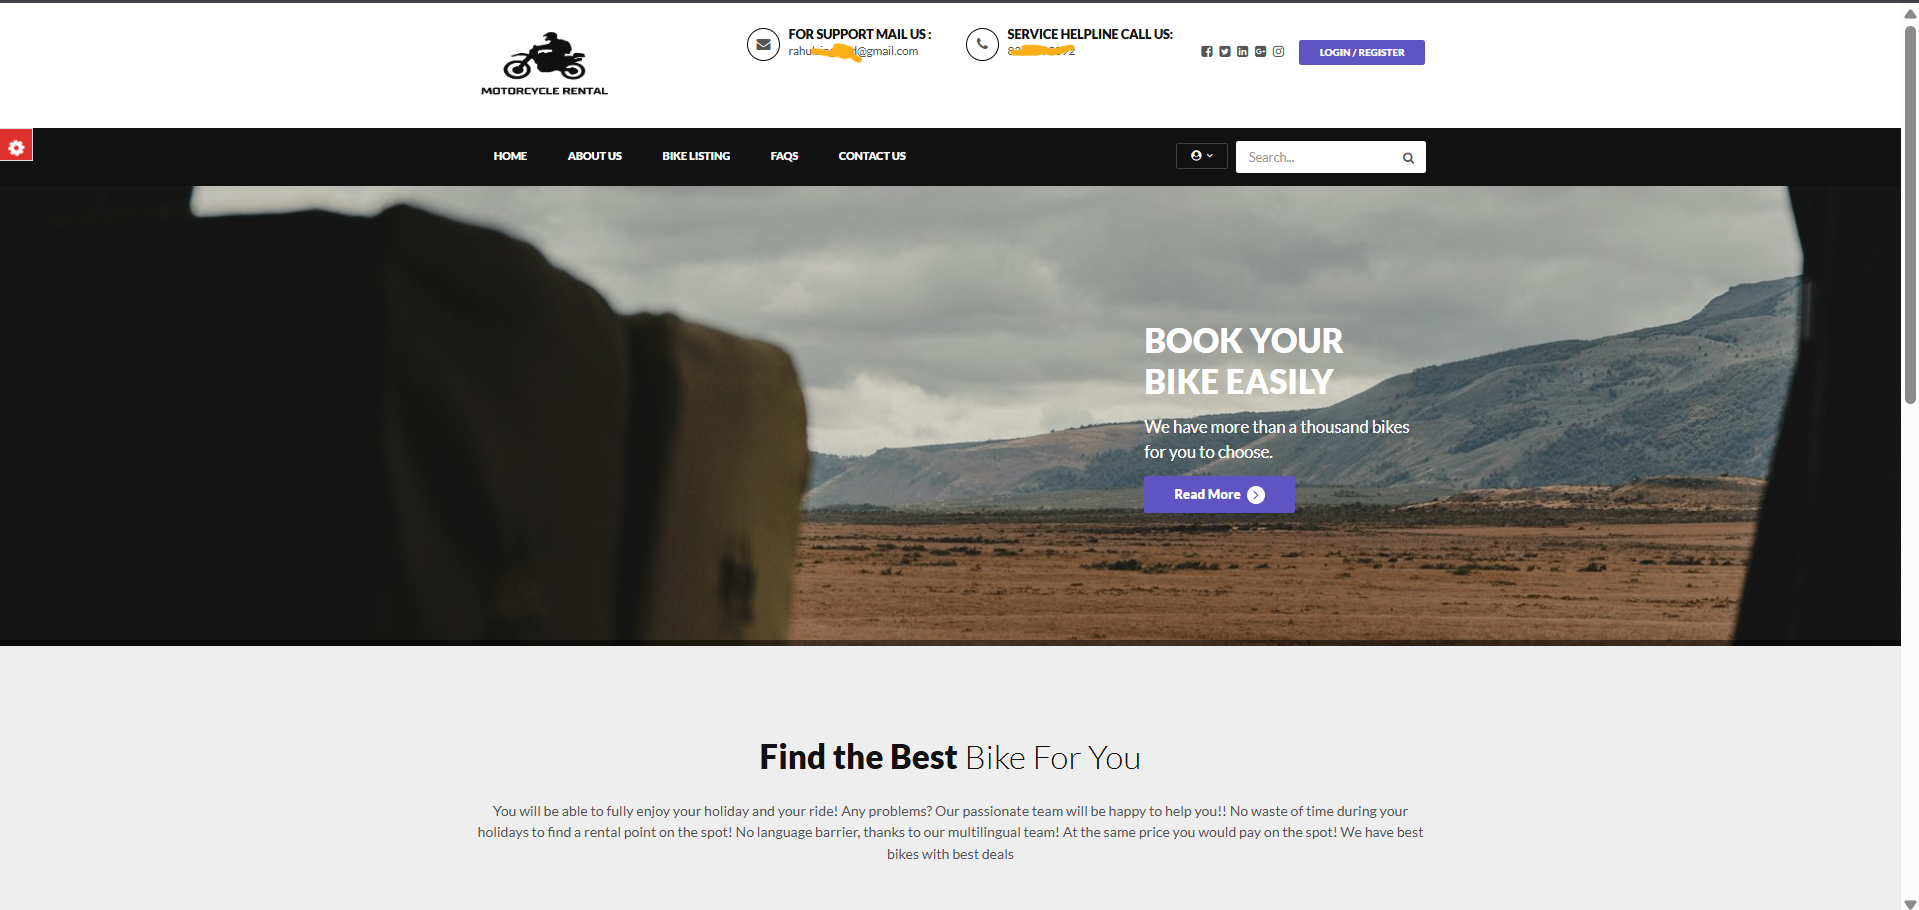 FOR SUPPORT MAIL US :
@gmail.com
SERVICE HELPLINE CALL US:
LOGIN / REGISTER
MOTORCYCLE RENTAL
HOME
ABOUT US
BIKE LISTING
FAQS
CONTACT US
Search...
BOOK YOUR
BIKE EASILY
We have more than a thousand bikes
for you to choose.
Read More
Find the Best Bike For You
You will be able to fully enjoy your holiday and your ride! Any problems? Our passionate team will be happy to help you!! No waste of time during your
holidays to find a rental point on the spot! No language barrier, thanks to our multilingual team! At the same price you would pay on the spot! We have best
bikes with best deals